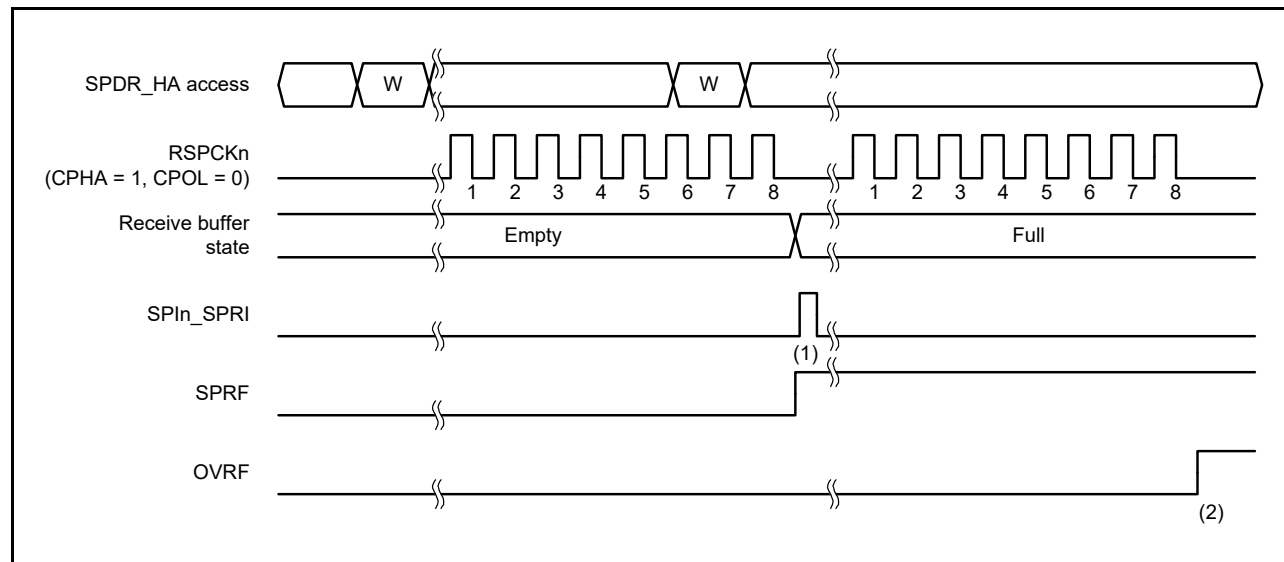 SPDR_HA access
W
W
RSPCKn
(CPHA = 1, CPOL = 0)
1 2 3 4 5 6 7 8 1 2 3 4 5 6 7 8
Receive buffer
state
Empty
Full
SPIn_SPRI
(1)
SPRF
OVRF
(2)